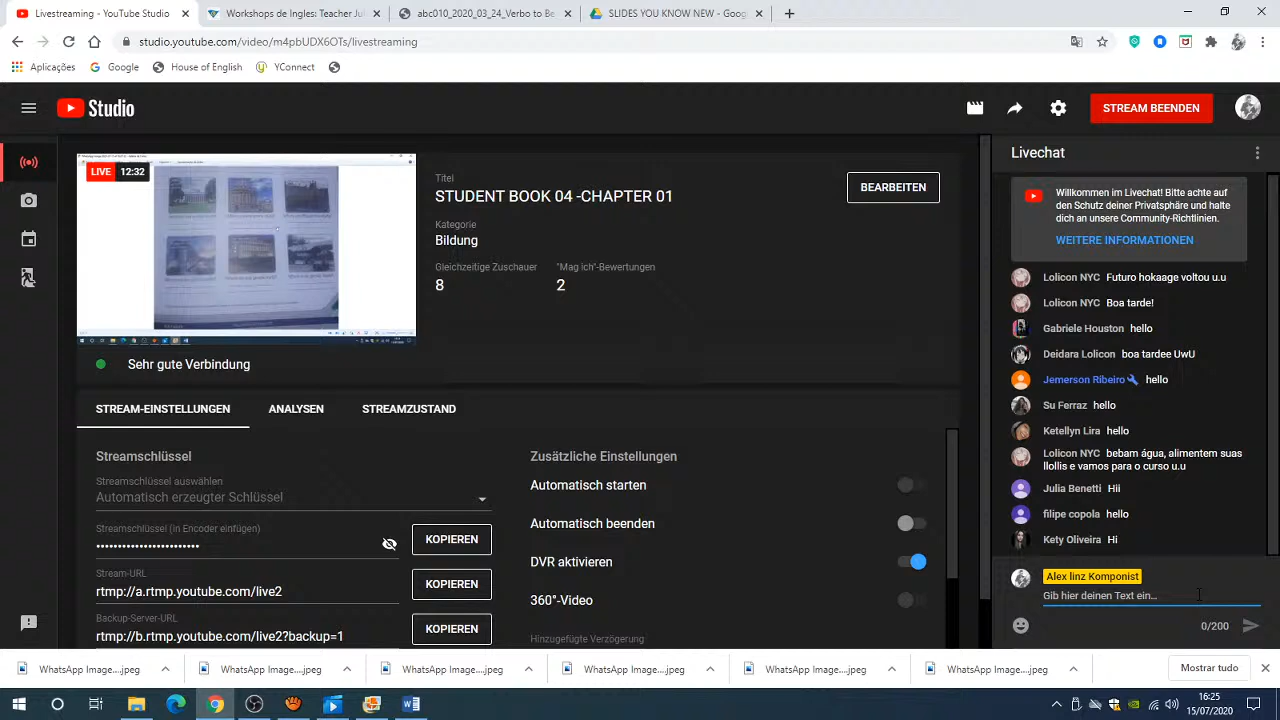 Livestreaming - YouTube Studio
Workshops de Ingles: Teacher Jul
abc010_2020_03_24_Verbo to Be
SLIDES YOU KNOW NEW - Goog
studio.youtube.com/video/m4pbUDX6OTs/livestreaming
Aplicações
Google
House of English
YConnect
Studio
STREAM BEENDEN
LIVE 12:32
Titel
STUDENT BOOK 04 -CHAPTER 01
BEARBEITEN
Kategorie
Bildung
Gleichzeitige Zuschauer
8
"Mag ich"-Bewertungen
2
Sehr gute Verbindung
STREAM-EINSTELLUNGEN
ANALYSEN
STREAMZUSTAND
Streamschlüssel
Streamschlüssel auswählen
Automatisch erzeugter Schlüssel
Streamschlüssel (in Encoder einfügen)
••••••••••••••••••••••••
KOPIEREN
Stream-URL
rtmp://a.rtmp.youtube.com/live2
KOPIEREN
Backup-Server-URL
rtmp://b.rtmp.youtube.com/live2?backup=1
KOPIEREN
Zusätzliche Einstellungen
Automatisch starten
Automatisch beenden
DVR aktivieren
360°-Video
Hinzugefügte Verzögerung
Livechat
Willkommen im Livechat! Bitte achte auf
den Schutz deiner Privatsphäre und halte
dich an unsere Community-Richtlinien.
WEITERE INFORMATIONEN
Lolicon NYC Futuro hokaage voltou u.u
Lolicon NYC Boa tarde!
Gabriele Houston hello
Deidara Lolicon boa tardee UwU
Jemerson Ribeiro hello
Su Ferraz hello
Ketellyn Lira hello
Lolicon NYC bebam água, alimentem suas
llollis e vamos para o curso u.u
Julia Benetti Hii
filipe copola hello
Kety Oliveira Hi
Alex linz Komponist
Gib hier deinen Text ein...
0/200
WhatsApp Image....jpeg
WhatsApp Image....jpeg
WhatsApp Image....jpeg
WhatsApp Image....jpeg
WhatsApp Image....jpeg
WhatsApp Image....jpeg
Mostrar tudo
16:25
15/07/2020